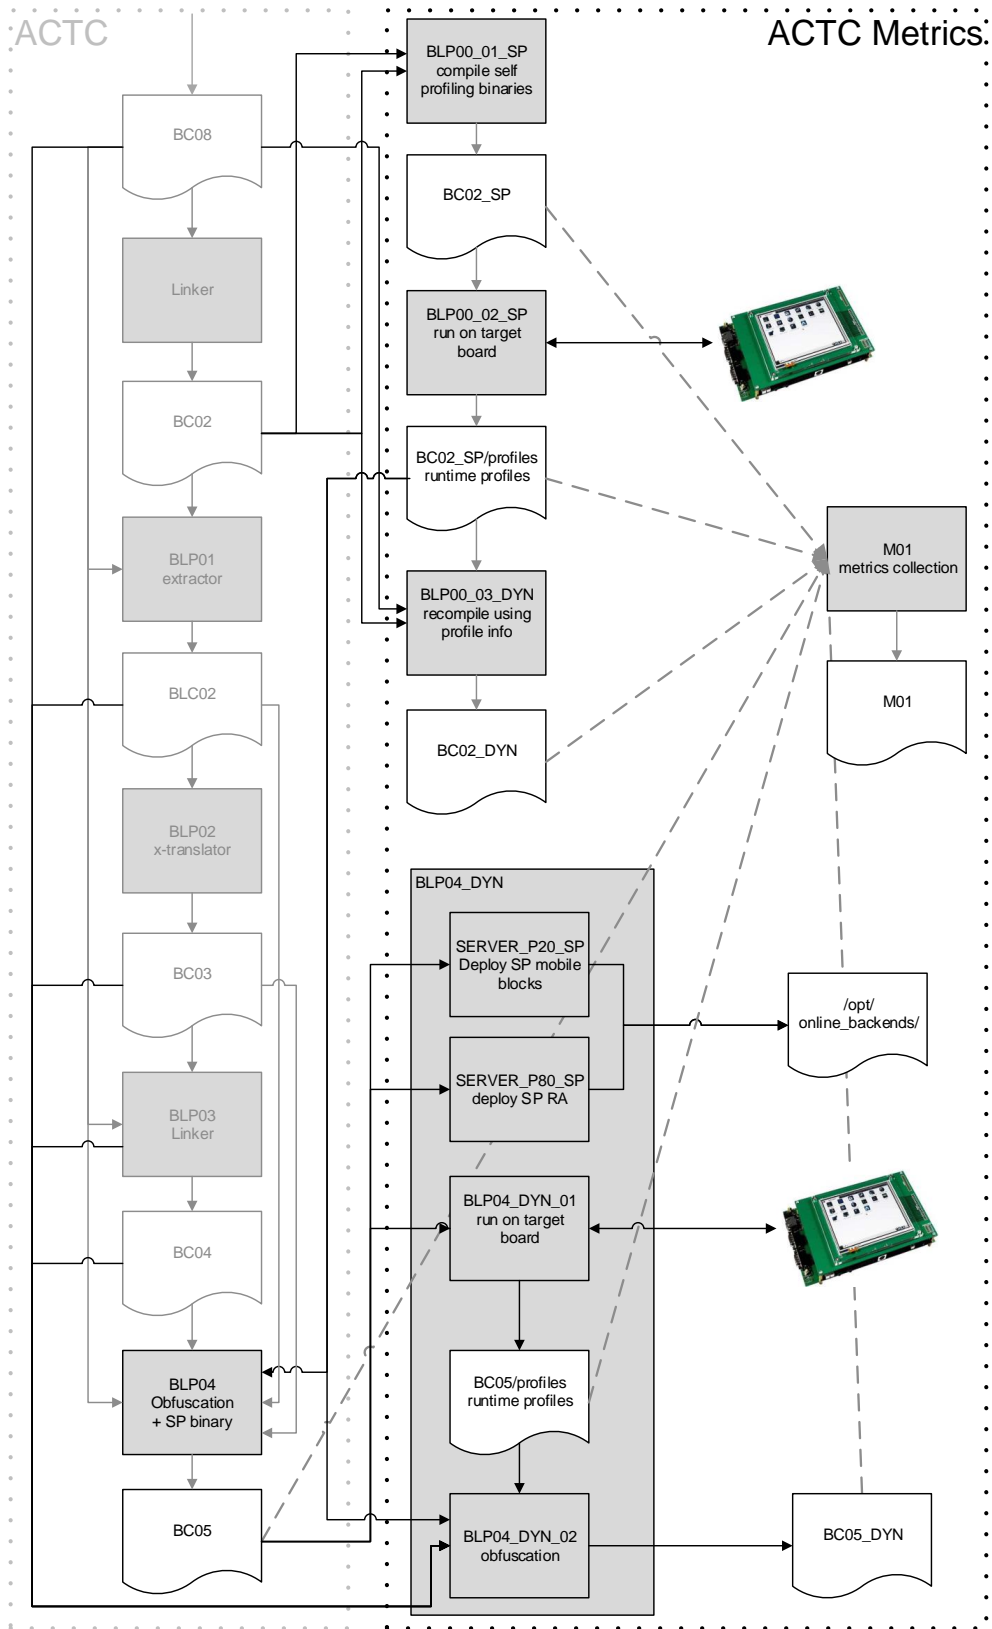 ACTC
ACTC Metrics
BC08
Linker
BC02
BLP01
extractor
BLC02
BLP02
x-translator
BC03
BLP03
Linker
BC04
BLP04
Obfuscation
+ SP binary
BC05
BLP00_01_SP
compile self
profiling binaries
BC02_SP
BLP00_02_SP
run on target
board
BC02_SP/profiles
runtime profiles
BLP00_03_DYN
recompile using
profile info
BC02_DYN
M01
metrics collection
M01
BLP04_DYN
SERVER_P20_SP
Deploy SP mobile
blocks
SERVER_P80_SP
deploy SP RA
BLP04_DYN_01
run on target
board
BC05/profiles
runtime profiles
BLP04_DYN_02
obfuscation
/opt/
online_backends/
BC05_DYN